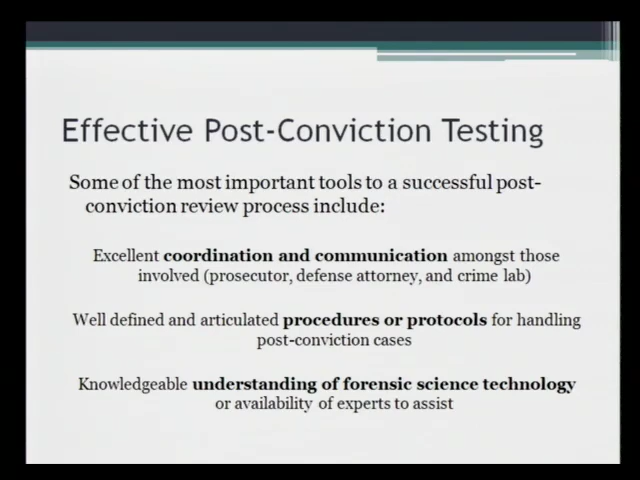 Effective Post-Conviction Testing
Some of the most important tools to a successful post-
conviction review process include:
Excellent coordination and communication amongst those
involved (prosecutor, defense attorney, and crime lab)
Well defined and articulated procedures or protocols for handling
post-conviction cases
Knowledgeable understanding of forensic science technology
or availability of experts to assist